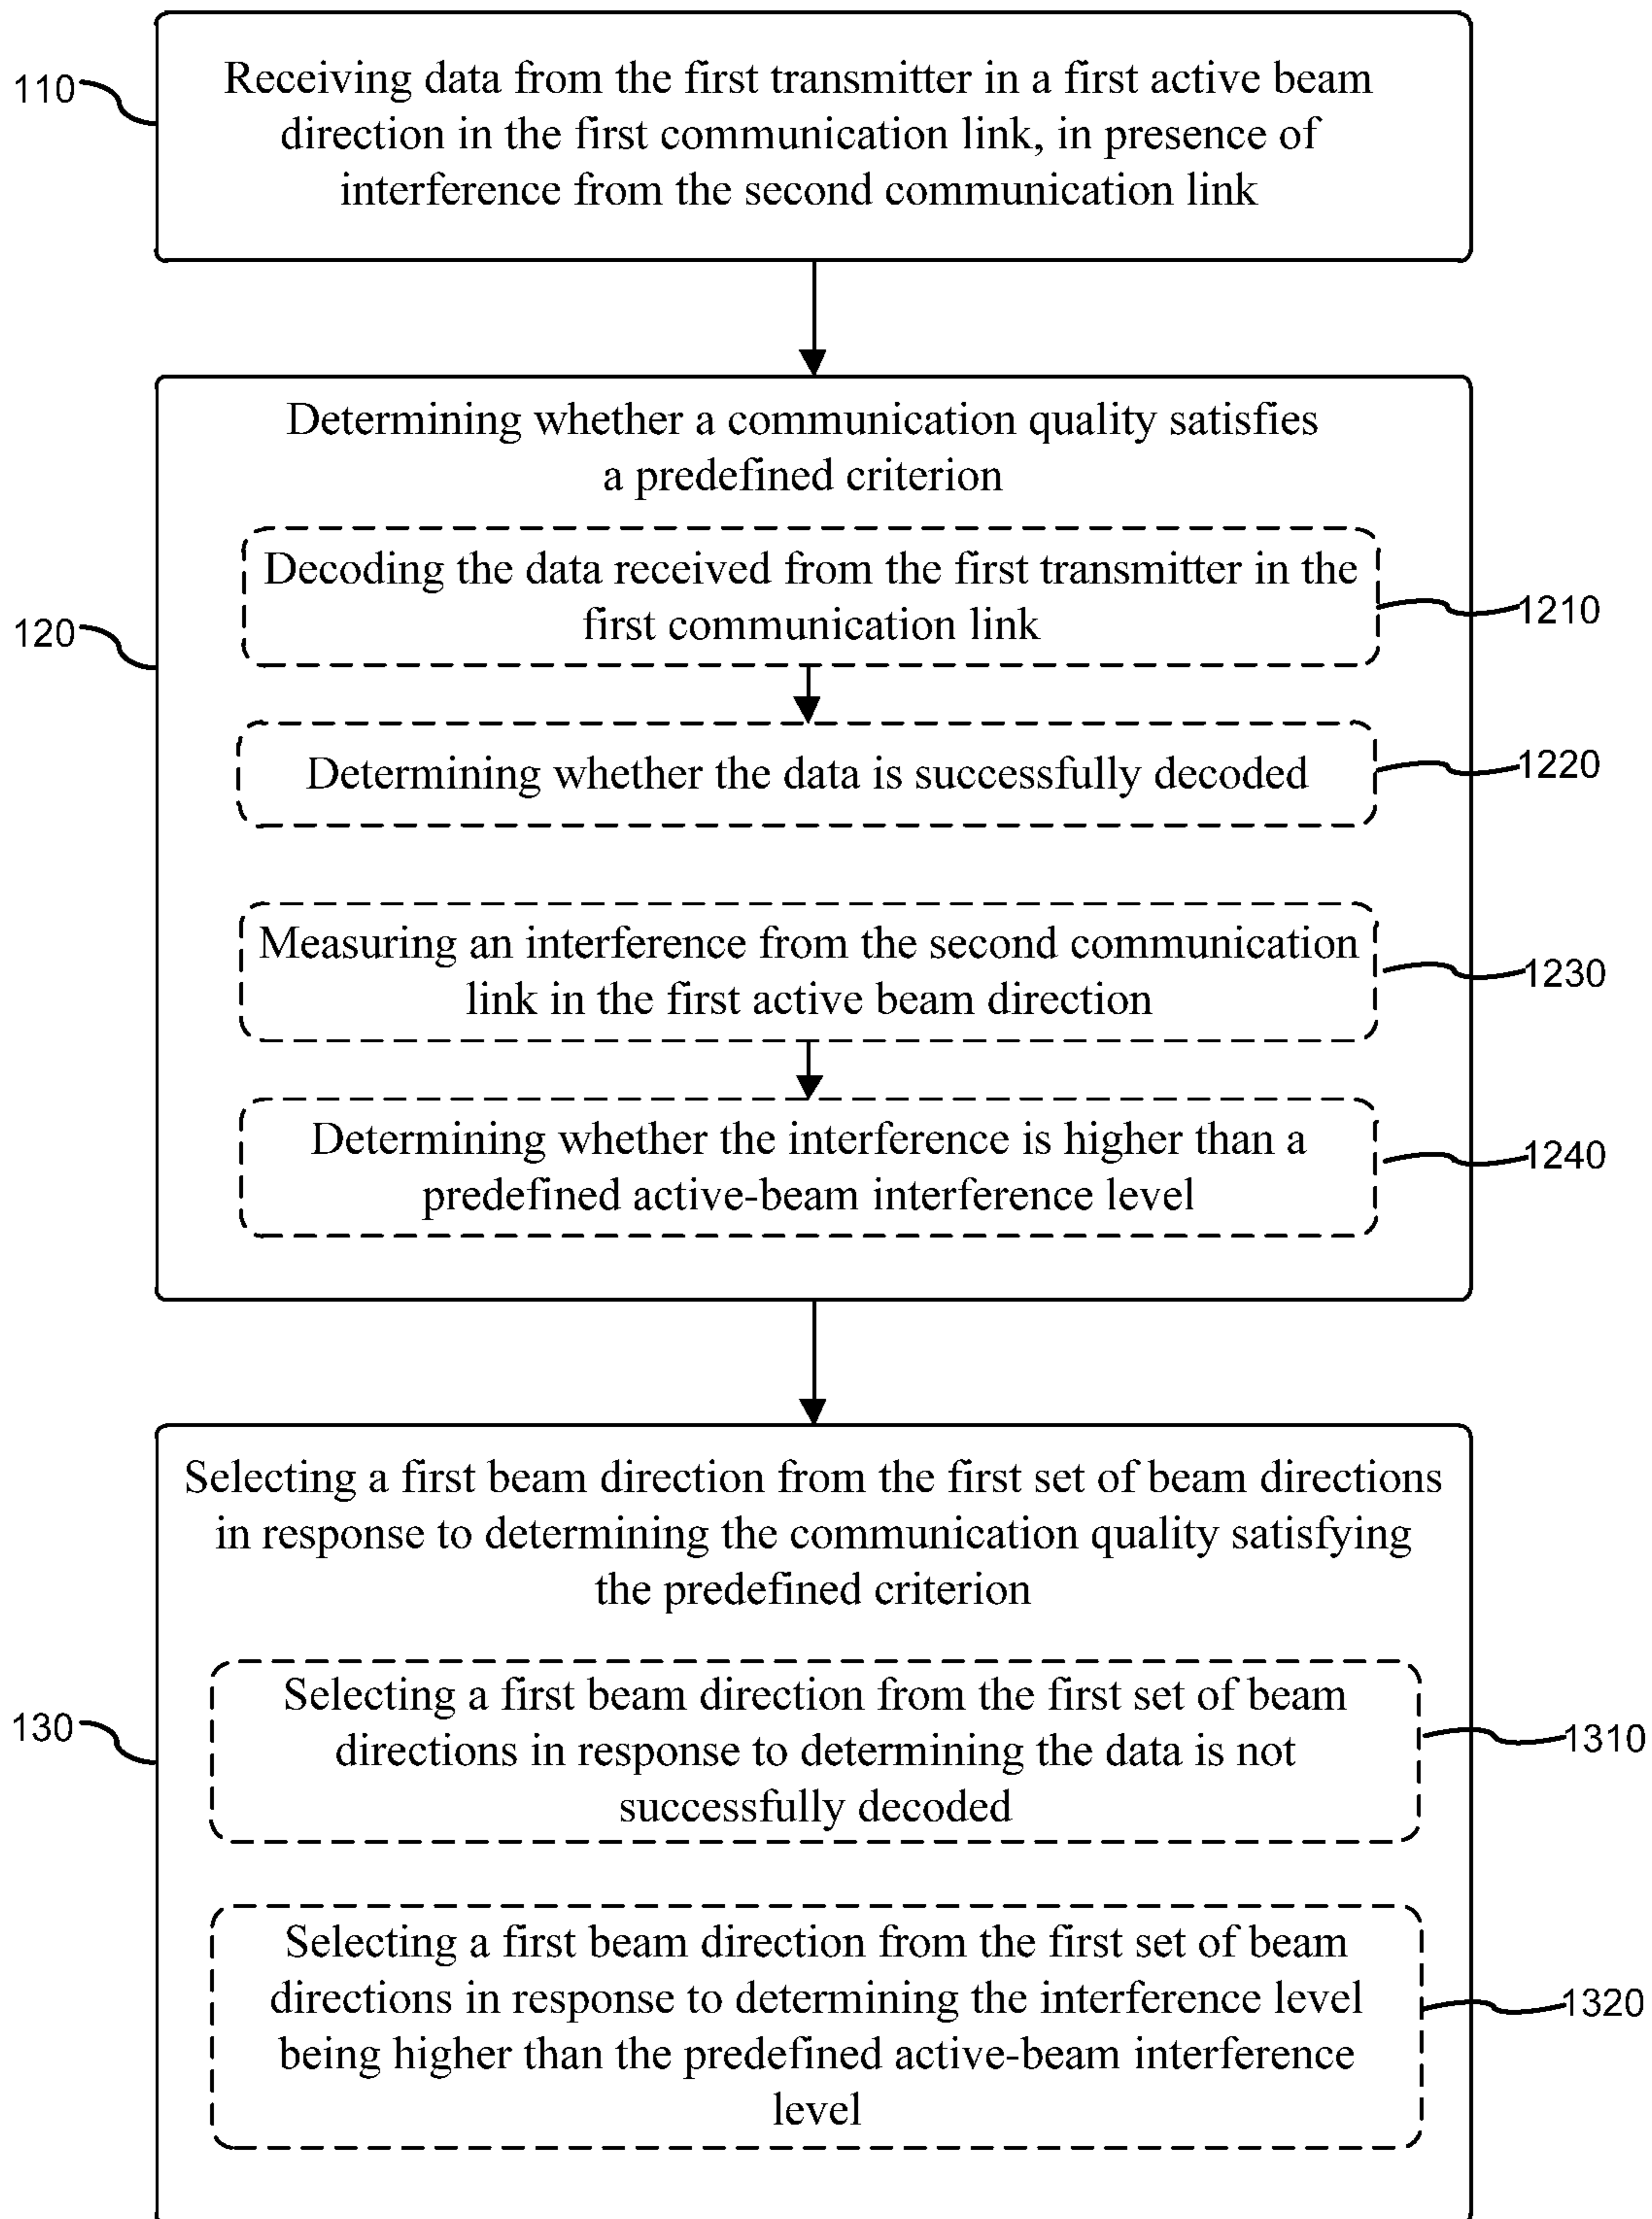 110
Receiving data from the first transmitter in a first active beam
direction in the first communication link, in presence of
interference from the second communication link
120
Determining whether a communication quality satisfies
a predefined criterion
Decoding the data received from the first transmitter in the
first communication link
1210
Determining whether the data is successfully decoded
1220
Measuring an interference from the second communication
link in the first active beam direction
1230
Determining whether the interference is higher than a
predefined active-beam interference level
1240
130
Selecting a first beam direction from the first set of beam directions
in response to determining the communication quality satisfying
the predefined criterion
Selecting a first beam direction from the first set of beam
directions in response to determining the data is not
successfully decoded
1310
Selecting a first beam direction from the first set of beam
directions in response to determining the interference level
being higher than the predefined active-beam interference
level
1320